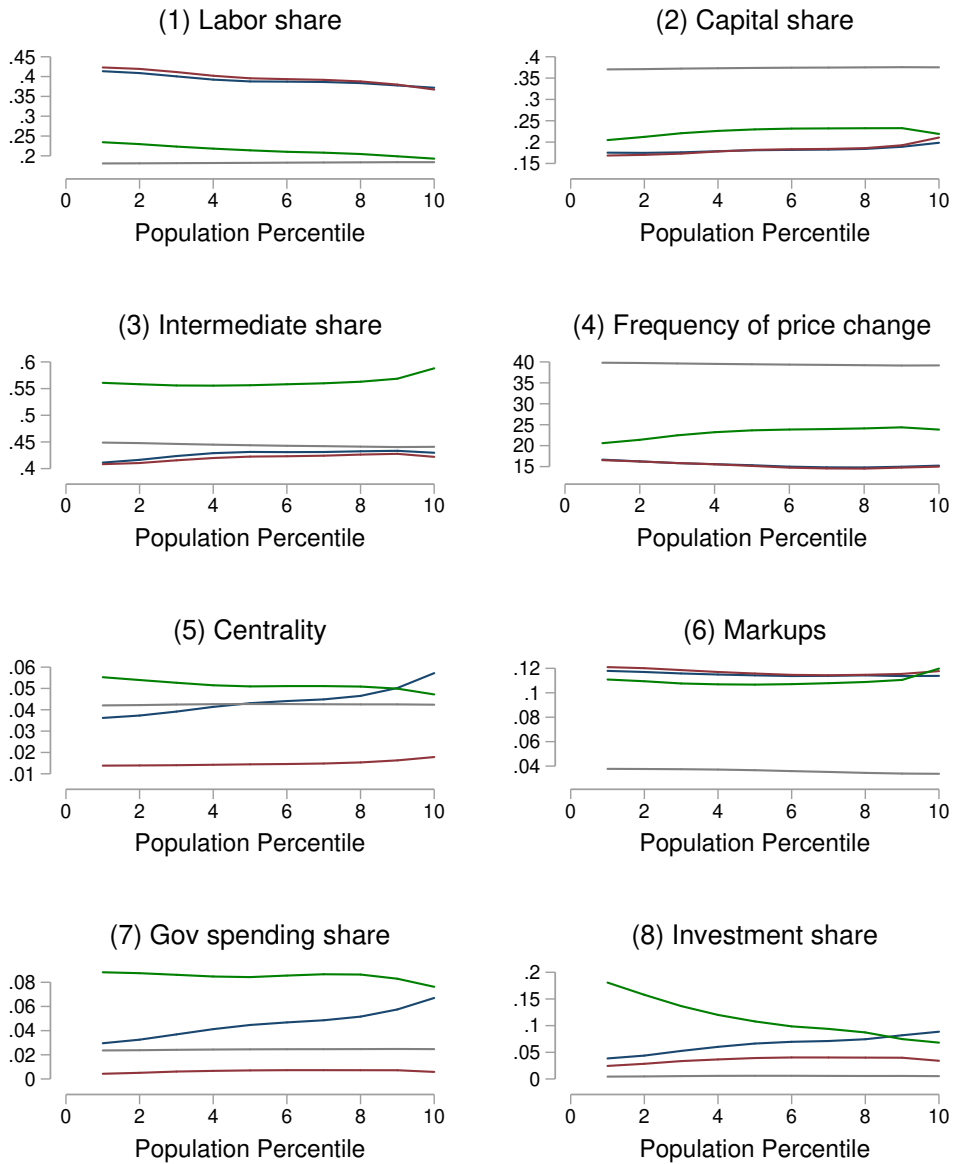 (1) Labor share
.45
.4
.35
.3
.25
.2
0 2 4 6 8 10
Population Percentile
(2) Capital share
.4
.35
.3
.25
.2
.15
0 2 4 6 8 10
Population Percentile
(3) Intermediate share
.6
.55
.5
.45
.4
0 2 4 6 8 10
Population Percentile
(4) Frequency of price change
40
35
30
25
20
15
0 2 4 6 8 10
Population Percentile
(5) Centrality
.06
.05
.04
.03
.02
.01
0 2 4 6 8 10
Population Percentile
(6) Markups
.12
.1
.08
.06
.04
0 2 4 6 8 10
Population Percentile
(7) Gov spending share
.08
.06
.04
.02
0
0 2 4 6 8 10
Population Percentile
(8) Investment share
.2
.15
.1
.05
0
0 2 4 6 8 10
Population Percentile